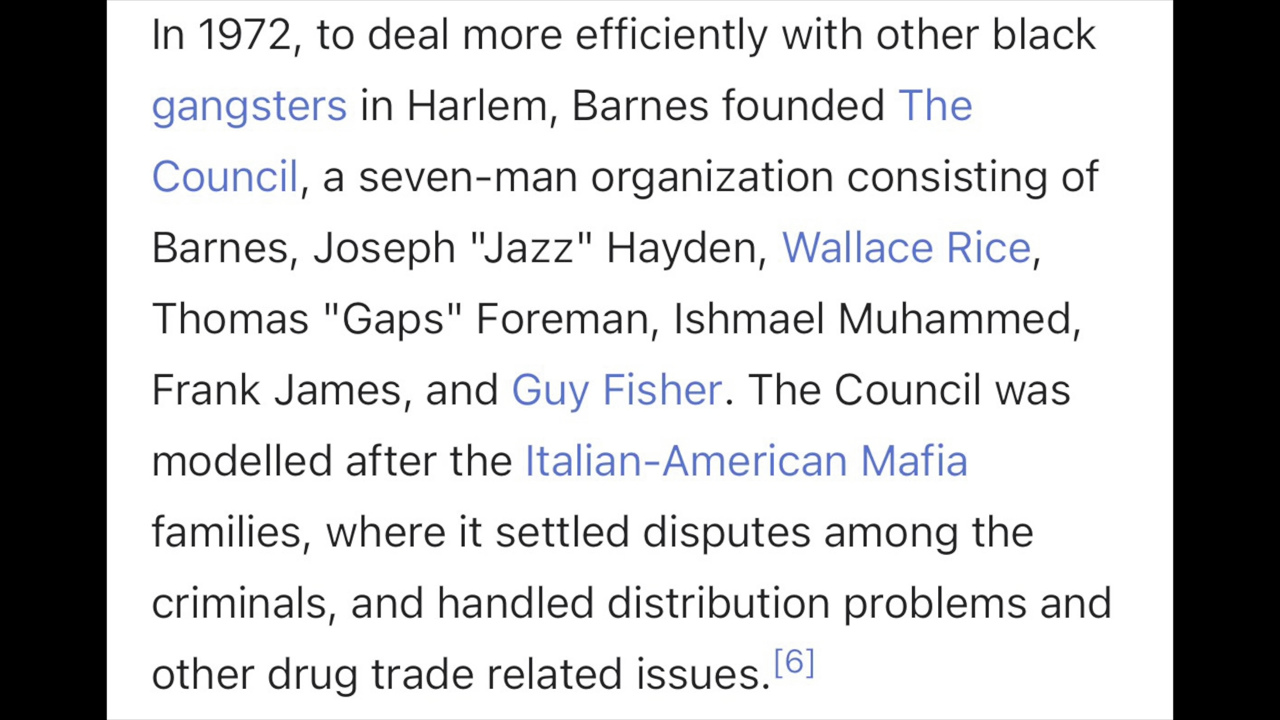 In 1972, to deal more efficiently with other black
gangsters in Harlem, Barnes founded The
Council, a seven-man organization consisting of
Barnes, Joseph "Jazz" Hayden, Wallace Rice,
Thomas "Gaps" Foreman, Ishmael Muhammed,
Frank James, and Guy Fisher. The Council was
modelled after the Italian-American Mafia
families, where it settled disputes among the
criminals, and handled distribution problems and
other drug trade related issues.[6]